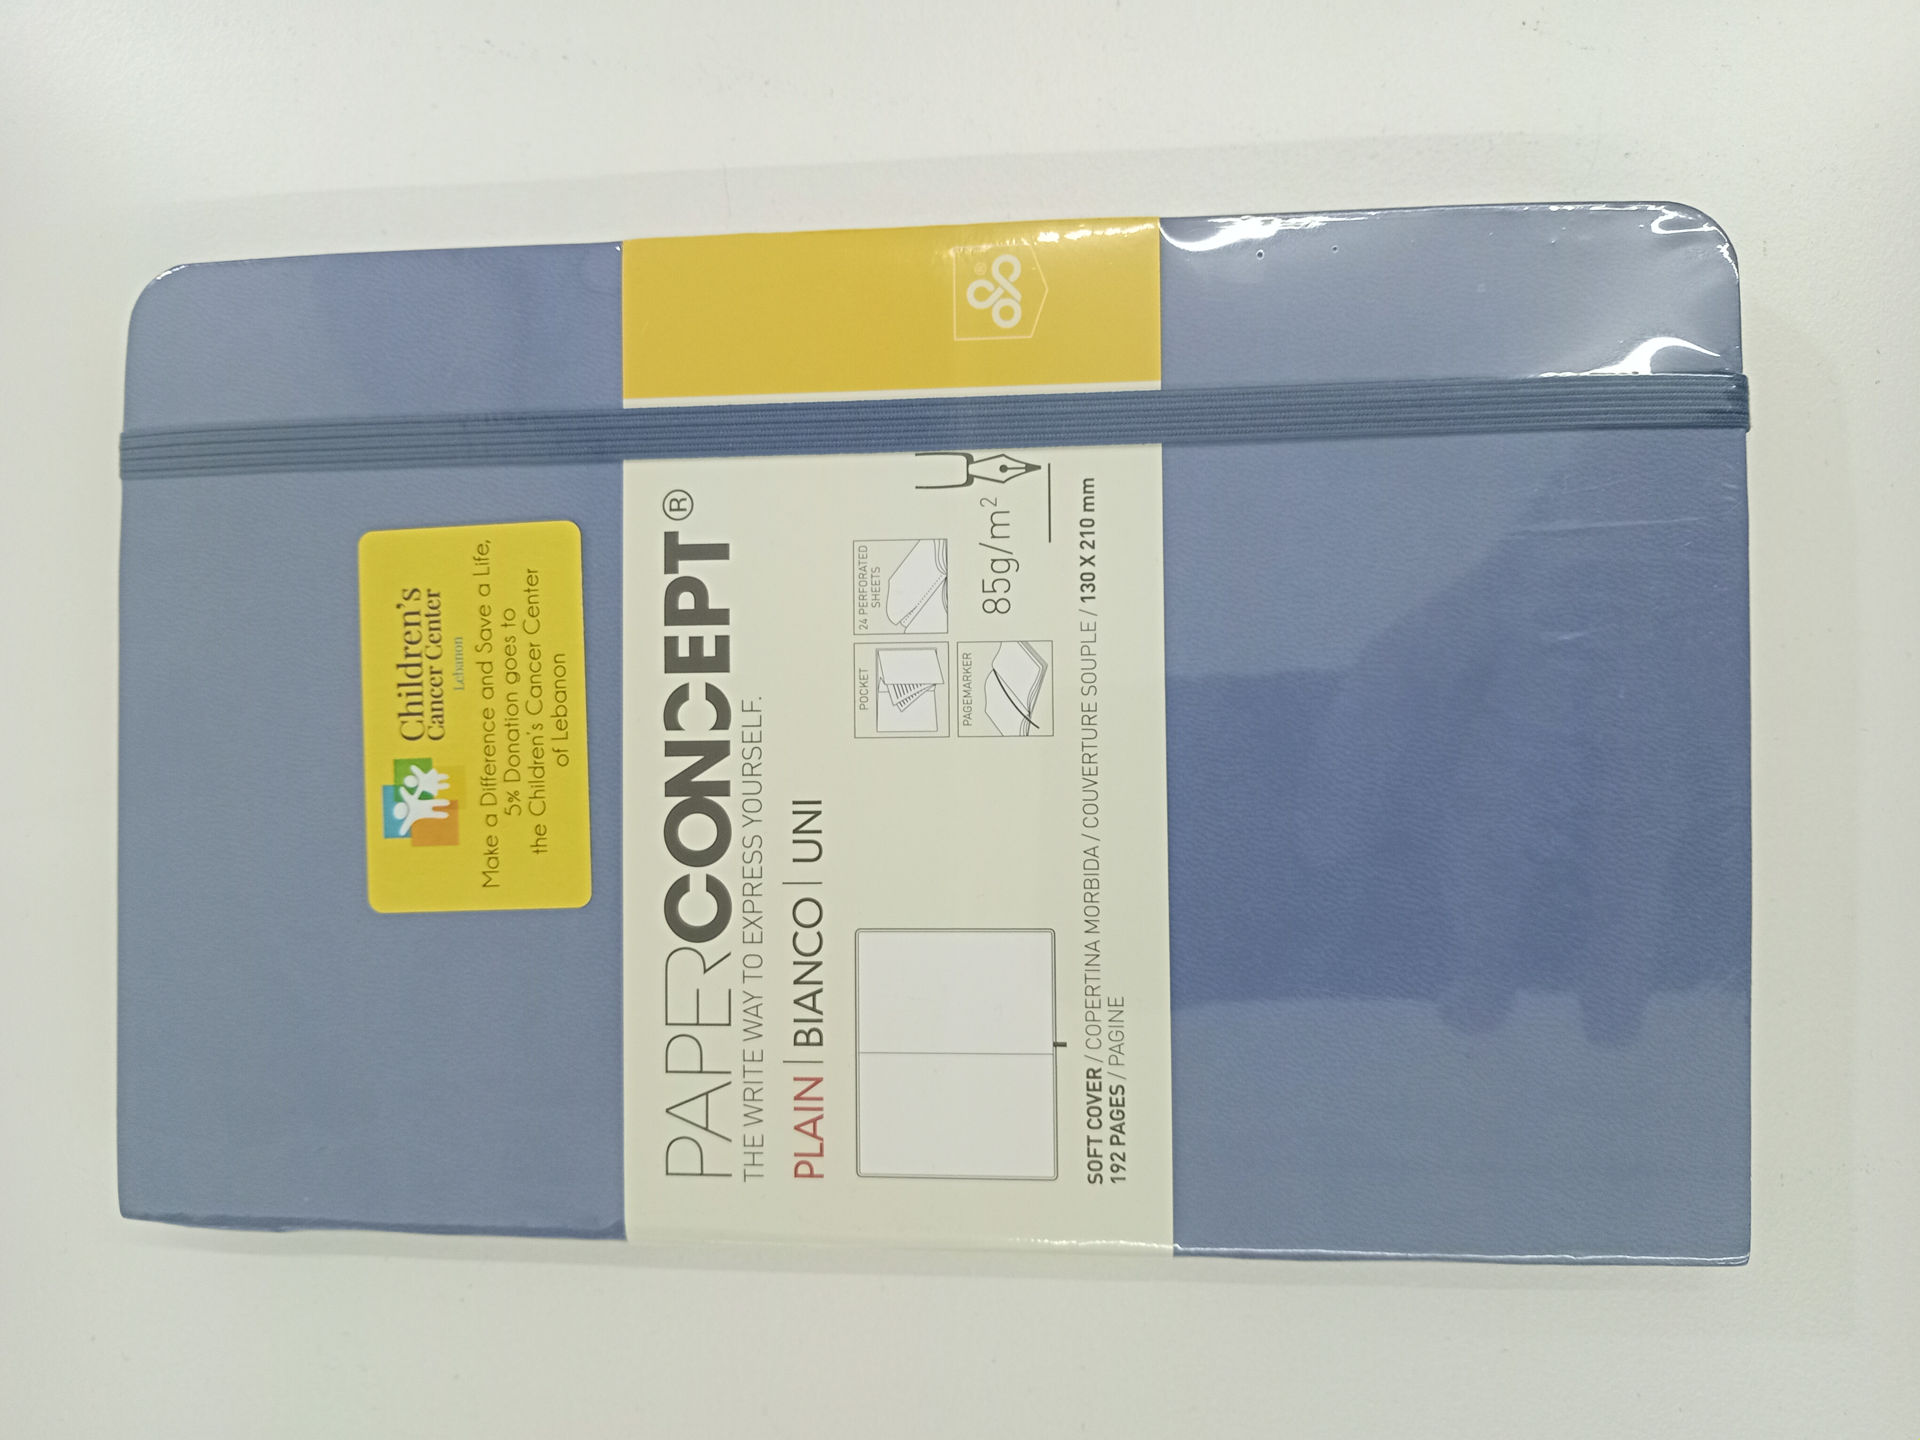 Children's
Cancer Center
Lebanon
Make a Difference and Save a Life,
5% Donation goes to
the Children's Cancer Center
of Lebanon
PAPERCONCEPT®
THE WRITE WAY TO EXPRESS YOURSELF.
PLAIN | BIANCO | UNI
POCKET
24 PERFORATED
SHEETS
PAGEMARKER
85g/m²
SOFT COVER / COPERTINA MORBIDA / COUVERTURE SOUPLE / 130 X 210 mm
192 PAGES / PAGINE
®